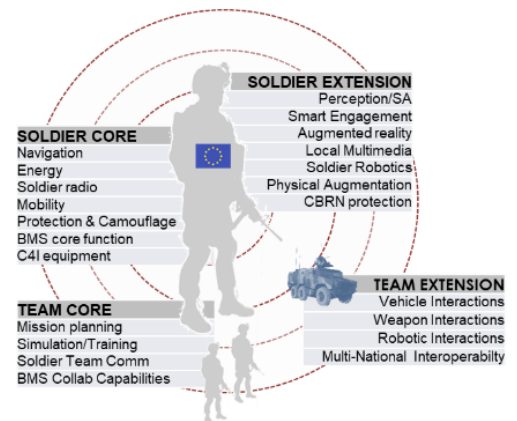 SOLDIER EXTENSION
Perception/SA
Smart Engagement
Augmented reality
Local Multimedia
Soldier Robotics
Physical Augmentation
CBRN protection
SOLDIER CORE
Navigation
Energy
Soldier radio
Mobility
Protection & Camouflage
BMS core function
C4I equipment
TEAM EXTENSION
Vehicle Interactions
Weapon Interactions
Robotic Interactions
Multi-National Interoperabilty
TEAM CORE
Mission planning
Simulation/Training
Soldier Team Comm
BMS Collab Capabilities